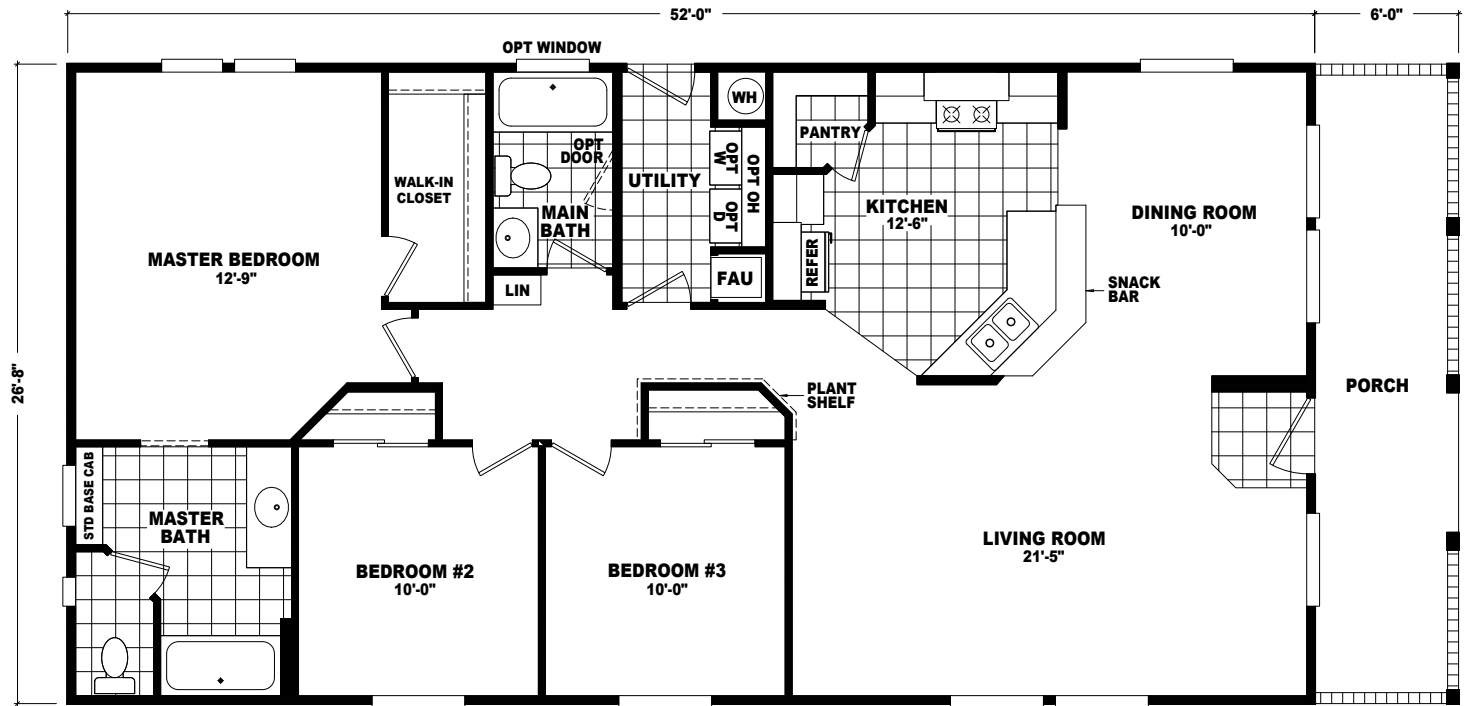 52'-0"
6'-0"
OPT WINDOW
WH
PANTRY
OPT
DOOR
OPT
W
OPT OH
WALK-IN
CLOSET
UTILITY
MAIN
BATH
OPT
D
KITCHEN
12'-6"
DINING ROOM
10'-0"
MASTER BEDROOM
12'-9"
REFER
FAU
LIN
SNACK
BAR
26'-8"
PLANT
SHELF
PORCH
STD BASE CAB
MASTER
BATH
LIVING ROOM
21'-5"
BEDROOM #2
10'-0"
BEDROOM #3
10'-0"